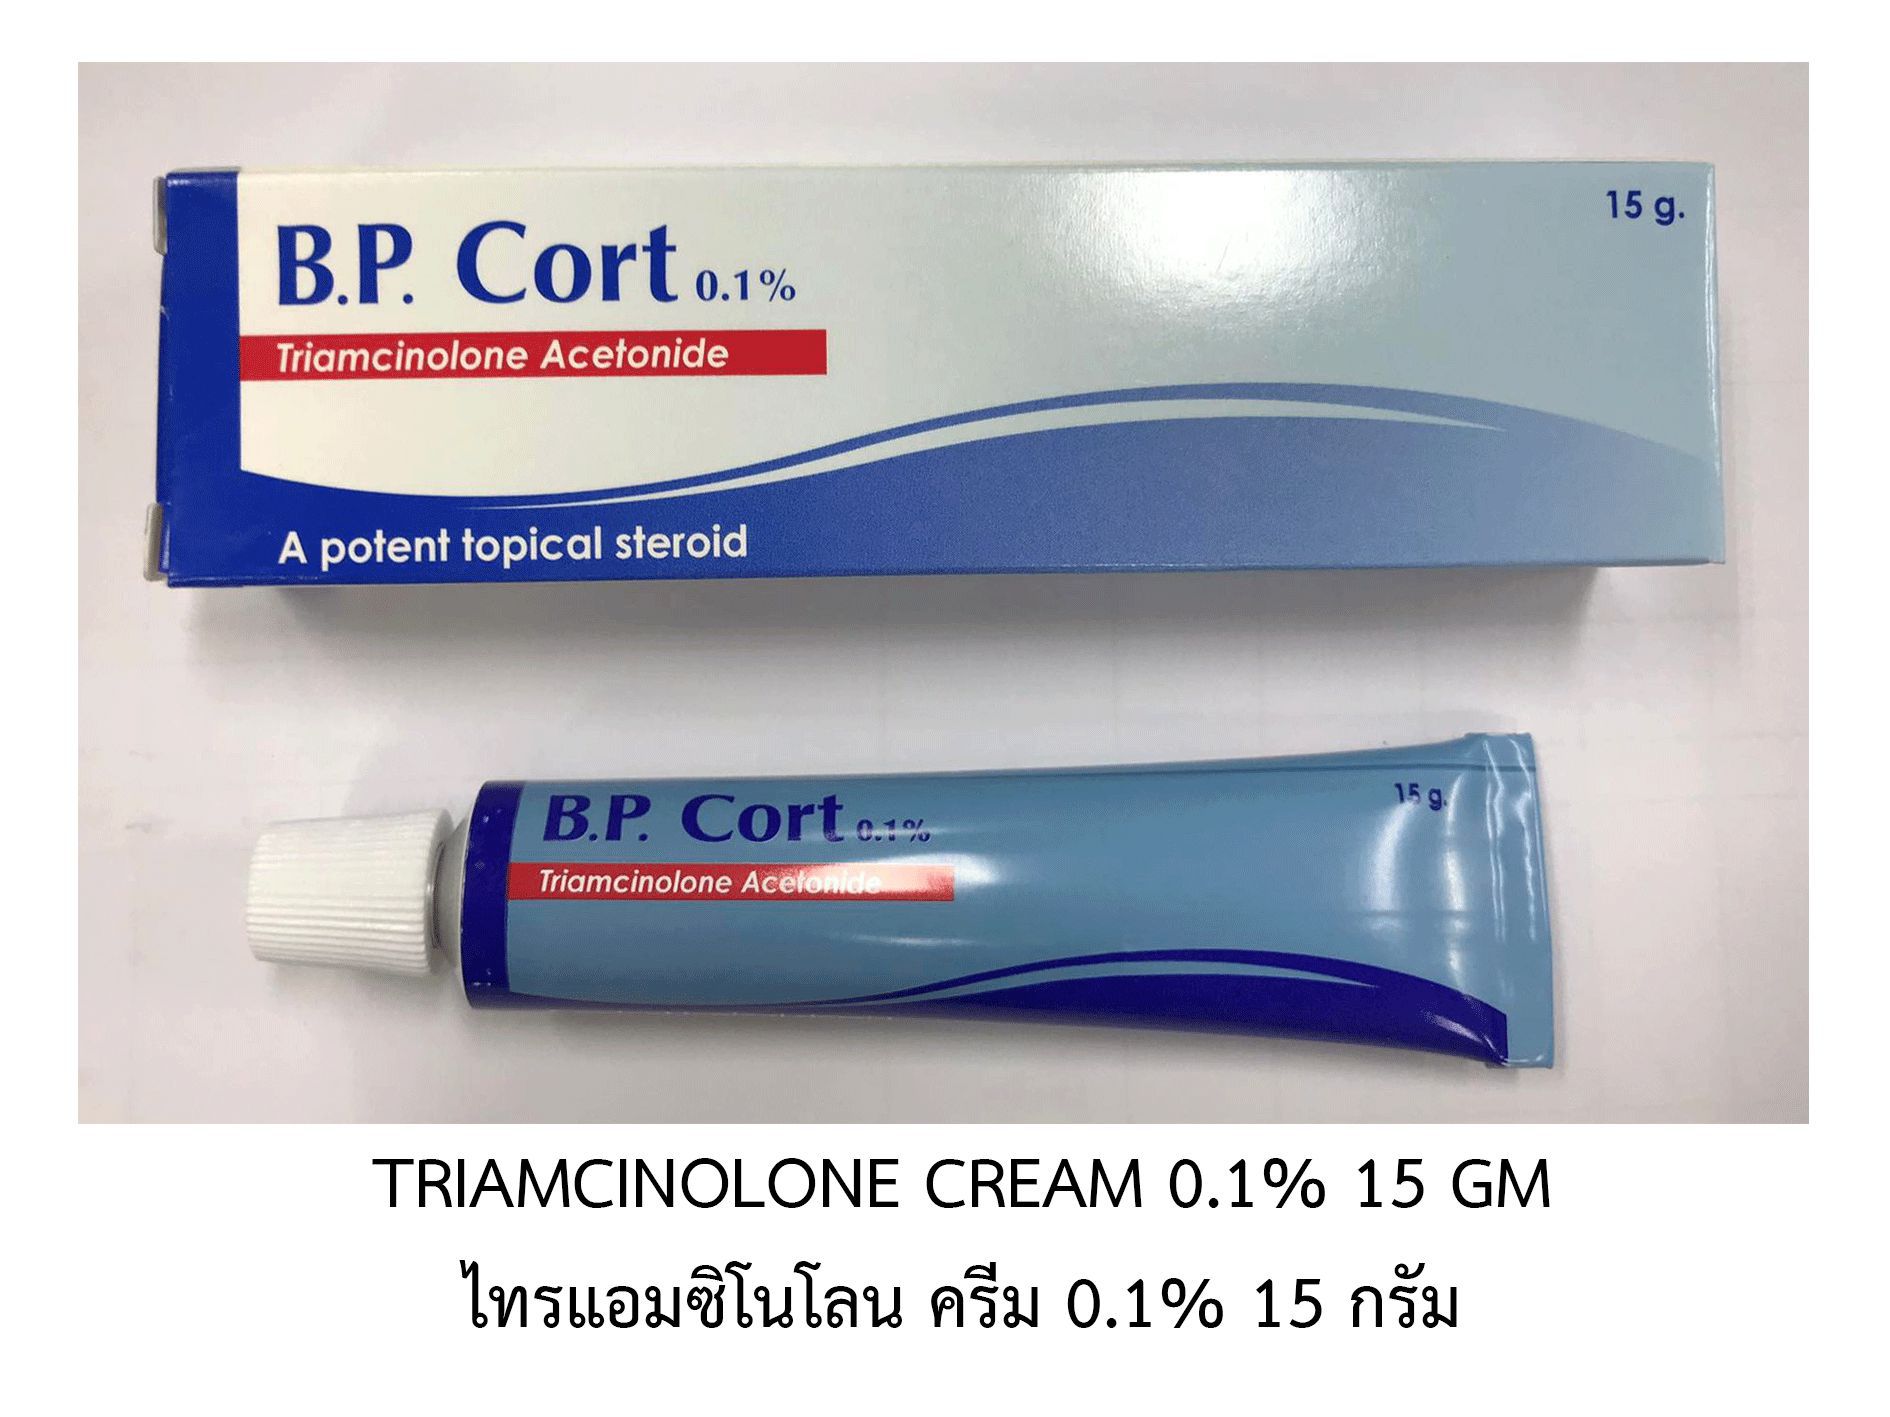 B.P. Cort 0.1%
15 g.
Triamcinolone Acetonide
A potent topical steroid
B.P. Cort 0.1%
15 g.
Triamcinolone Acetonide
TRIAMCINOLONE CREAM 0.1% 15 GM
ไทรแอมซิโนโลน ครีม 0.1% 15 กรัม